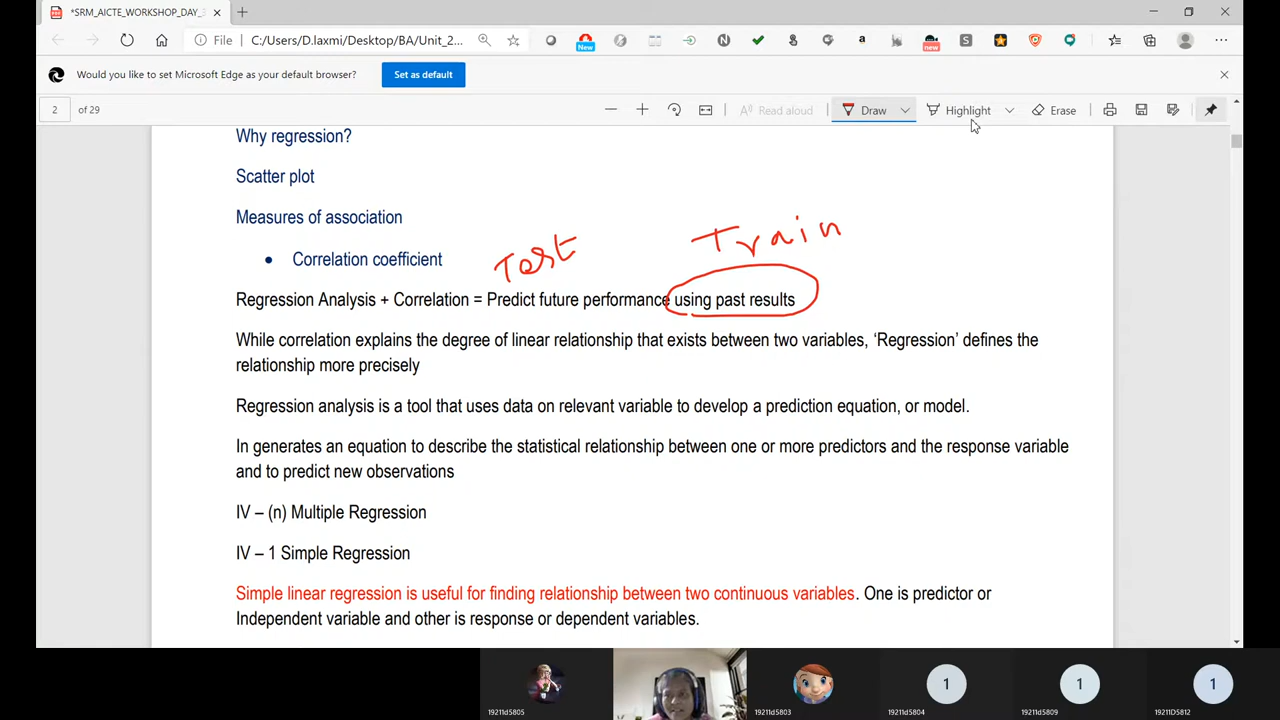 *SRM_AICTE_WORKSHOP_DAY_
File C:/Users/D.laxmi/Desktop/BA/Unit_2...
New
new
Would you like to set Microsoft Edge as your default browser? Set as default
2 of 29 Read aloud Draw Highlight Erase
Why regression?
Scatter plot
Measures of association
Train
• Correlation coefficient
Test
Regression Analysis + Correlation = Predict future performance using past results
While correlation explains the degree of linear relationship that exists between two variables, ‘Regression’ defines the
relationship more precisely
Regression analysis is a tool that uses data on relevant variable to develop a prediction equation, or model.
In generates an equation to describe the statistical relationship between one or more predictors and the response variable
and to predict new observations
IV – (n) Multiple Regression
IV – 1 Simple Regression
Simple linear regression is useful for finding relationship between two continuous variables. One is predictor or
Independent variable and other is response or dependent variables.
1 1 1
19211d5805 19211d5803 19211d5804 19211d5809 19211D5812